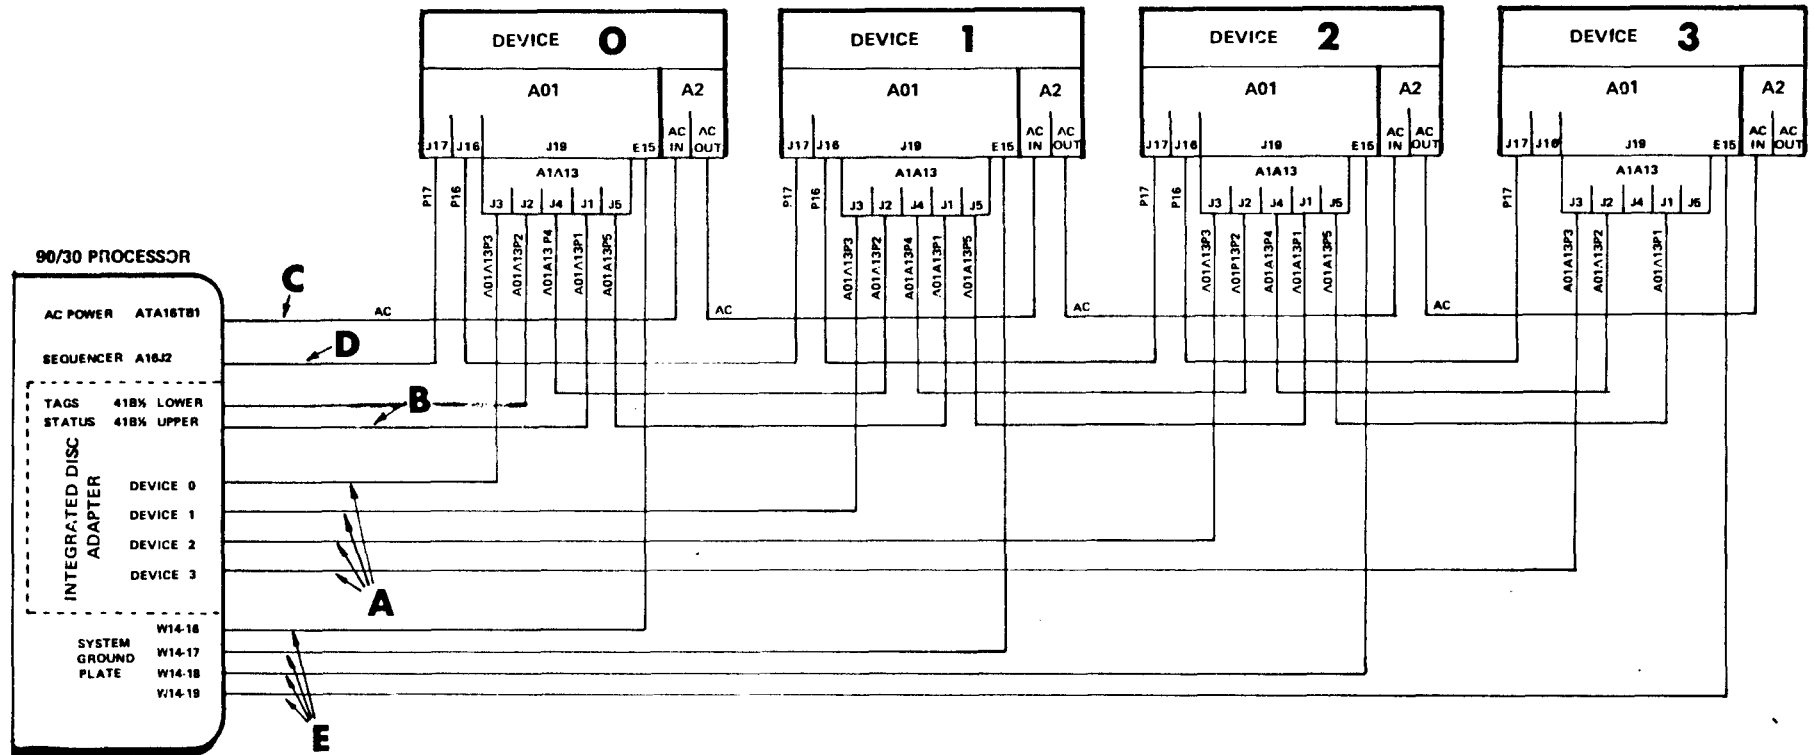 DEVICE 0
A01
A2
AC IN
AC OUT
J17
J16
J19
E15
A1A13
J3
J2
J4
J1
J5
P17
P16
A01A13P3
A01A13P2
A01A13P4
A01A13P1
A01A13P5
DEVICE 1
A01
A2
AC IN
AC OUT
J17
J16
J19
E15
A1A13
J3
J2
J4
J1
J5
P17
P16
A01A13P3
A01A13P2
A01A13P4
A01A13P1
A01A13P5
DEVICE 2
A01
A2
AC IN
AC OUT
J17
J16
J19
E15
A1A13
J3
J2
J4
J1
J5
P17
P16
A01A13P3
A01P13P2
A01A13P4
A01A13P1
A01A13P5
DEVICE 3
A01
A2
AC IN
AC OUT
J17
J16
J19
E15
A1A13
J3
J2
J4
J1
J5
P17
A01A13P3
A01A13P2
A01A13P1
90/30 PROCESSOR
AC POWER ATA16TB1
C
AC
AC
AC
AC
SEQUENCER A16J2
D
TAGS 41B½ LOWER
STATUS 41B½ UPPER
B
INTEGRATED DISC
ADAPTER
DEVICE 0
DEVICE 1
DEVICE 2
DEVICE 3
A
SYSTEM
GROUND
PLATE
W14-16
W14-17
W14-18
W14-19
E